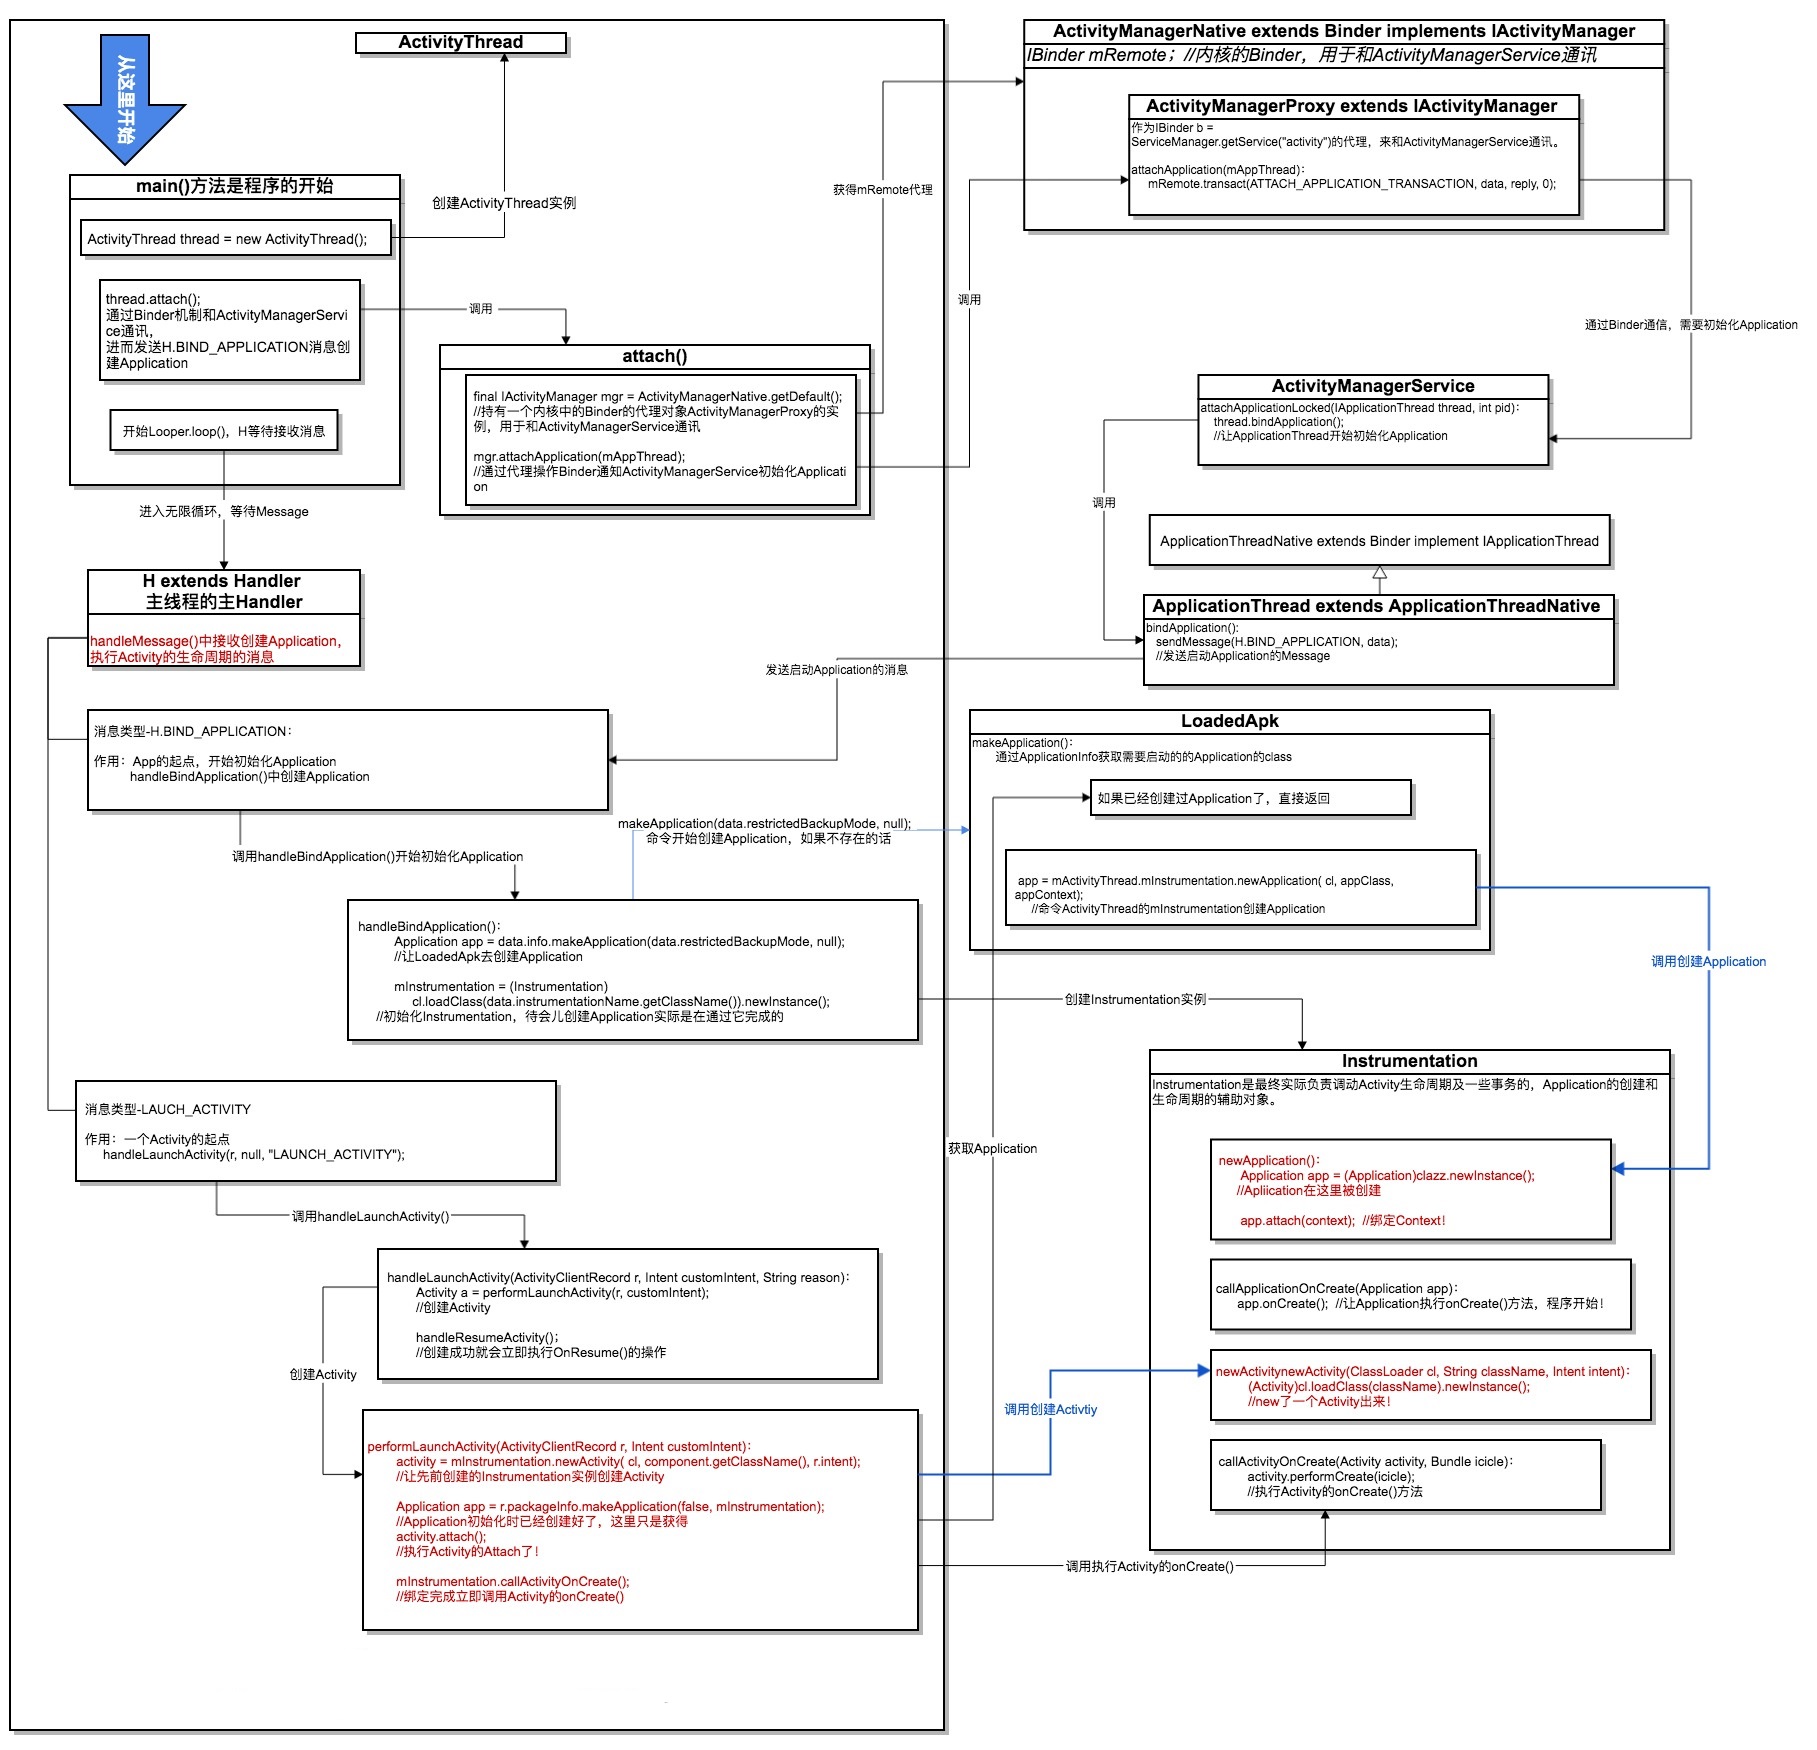 从这里开始
ActivityThread
main()方法是程序的开始
ActivityThread thread = new ActivityThread();
创建ActivityThread实例
thread.attach();
通过Binder机制和ActivityManagerServi
ce通讯，
进而发送H.BIND_APPLICATION消息创
建Application
调用
开始Looper.loop()，H等待接收消息
进入无限循环，等待Message
attach()
final IActivityManager mgr = ActivityManagerNative.getDefault();
//持有一个内核中的Binder的代理对象ActivityManagerProxy的实
例，用于和ActivityManagerService通讯
mgr.attachApplication(mAppThread);
//通过代理操作Binder通知ActivityManagerService初始化Applicati
on
获得mRemote代理
调用
ActivityManagerNative extends Binder implements IActivityManager
IBinder mRemote；//内核的Binder，用于和ActivityManagerService通讯
ActivityManagerProxy extends IActivityManager
作为IBinder b =
ServiceManager.getService("activity")的代理，来和ActivityManagerService通讯。
attachApplication(mAppThread)：
mRemote.transact(ATTACH_APPLICATION_TRANSACTION, data, reply, 0);
通过Binder通信，需要初始化Application
ActivityManagerService
attachApplicationLocked(IApplicationThread thread, int pid)：
thread.bindApplication();
//让ApplicationThread开始初始化Application
调用
ApplicationThreadNative extends Binder implement IApplicationThread
ApplicationThread extends ApplicationThreadNative
bindApplication():
sendMessage(H.BIND_APPLICATION, data);
//发送启动Application的Message
发送启动Application的消息
H extends Handler
主线程的主Handler
handleMessage()中接收创建Application，
执行Activity的生命周期的消息
消息类型-H.BIND_APPLICATION：
作用：App的起点，开始初始化Application
handleBindApplication()中创建Application
调用handleBindApplication()开始初始化Application
makeApplication(data.restrictedBackupMode, null);
命令开始创建Application，如果不存在的话
LoadedApk
makeApplication()：
通过ApplicationInfo获取需要启动的的Application的class
如果已经创建过Application了，直接返回
app = mActivityThread.mInstrumentation.newApplication( cl, appClass,
appContext);
//命令ActivityThread的mInstrumentation创建Application
调用创建Application
handleBindApplication()：
Application app = data.info.makeApplication(data.restrictedBackupMode, null);
//让LoadedApk去创建Application
mInstrumentation = (Instrumentation)
cl.loadClass(data.instrumentationName.getClassName()).newInstance();
//初始化Instrumentation，待会儿创建Application实际是在通过它完成的
创建Instrumentation实例
Instrumentation
Instrumentation是最终实际负责调动Activity生命周期及一些事务的，Application的创建和
生命周期的辅助对象。
newApplication()：
Application app = (Application)clazz.newInstance();
//Apliication在这里被创建
app.attach(context);  //绑定Context！
callApplicationOnCreate(Application app)：
app.onCreate();  //让Application执行onCreate()方法，程序开始！
newActivitynewActivity(ClassLoader cl, String className, Intent intent)：
(Activity)cl.loadClass(className).newInstance();
//new了一个Activity出来！
callActivityOnCreate(Activity activity, Bundle icicle)：
activity.performCreate(icicle);
//执行Activity的onCreate()方法
消息类型-LAUCH_ACTIVITY
作用：一个Activity的起点
handleLaunchActivity(r, null, "LAUNCH_ACTIVITY");
调用handleLaunchActivity()
获取Application
handleLaunchActivity(ActivityClientRecord r, Intent customIntent, String reason)：
Activity a = performLaunchActivity(r, customIntent);
//创建Activity
handleResumeActivity()；
//创建成功就会立即执行OnResume()的操作
创建Activity
调用创建Activtiy
performLaunchActivity(ActivityClientRecord r, Intent customIntent)：
activity = mInstrumentation.newActivity( cl, component.getClassName(), r.intent);
//让先前创建的Instrumentation实例创建Activity
Application app = r.packageInfo.makeApplication(false, mInstrumentation);
//Application初始化时已经创建好了，这里只是获得
activity.attach();
//执行Activity的Attach了！
mInstrumentation.callActivityOnCreate();
//绑定完成立即调用Activity的onCreate()
调用执行Activity的onCreate()